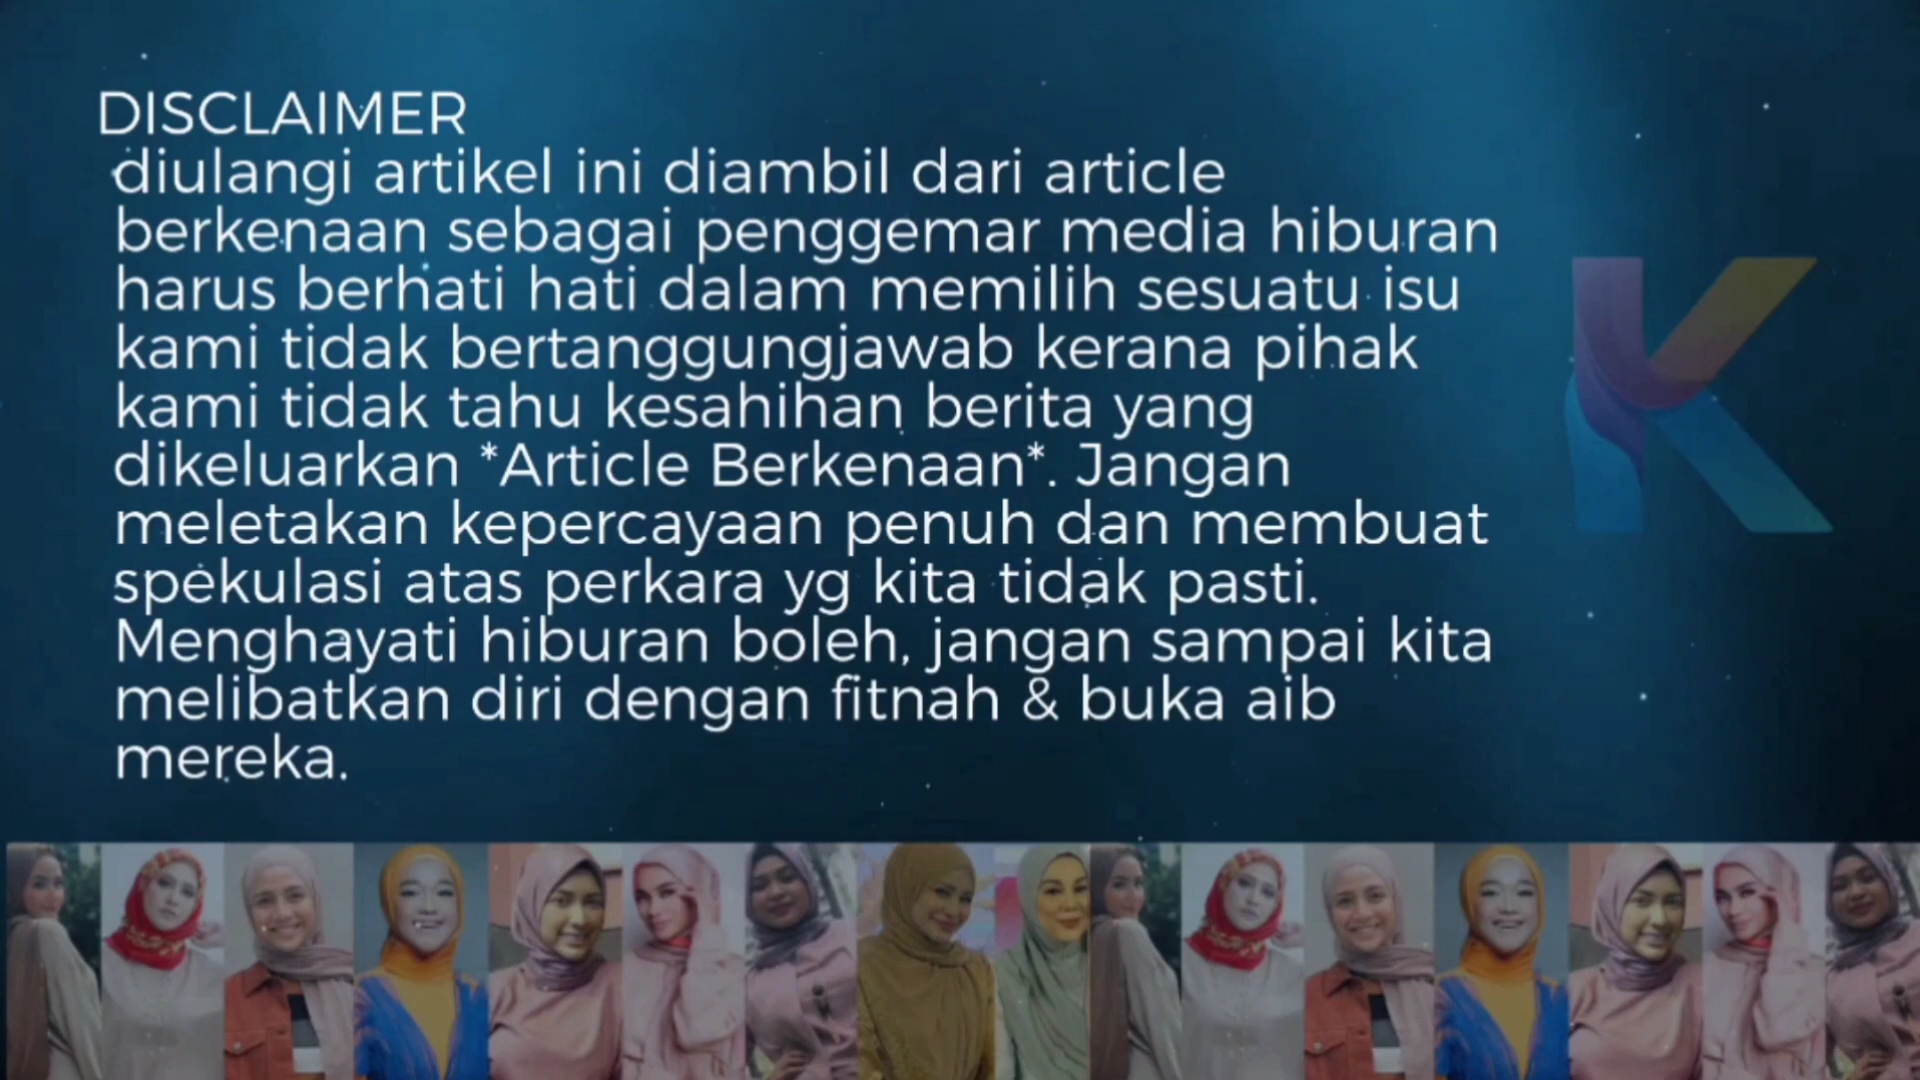 DISCLAIMER
diulangi artikel ini diambil dari article
berkenaan sebagai penggemar media hiburan
harus berhati hati dalam memilih sesuatu isu
kami tidak bertanggungjawab kerana pihak
kami tidak tahu kesahihan berita yang
dikeluarkan *Article Berkenaan*. Jangan
meletakan kepercayaan penuh dan membuat
spekulasi atas perkara yg kita tidak pasti.
Menghayati hiburan boleh, jangan sampai kita
melibatkan diri dengan fitnah & buka aib
mereka.
K